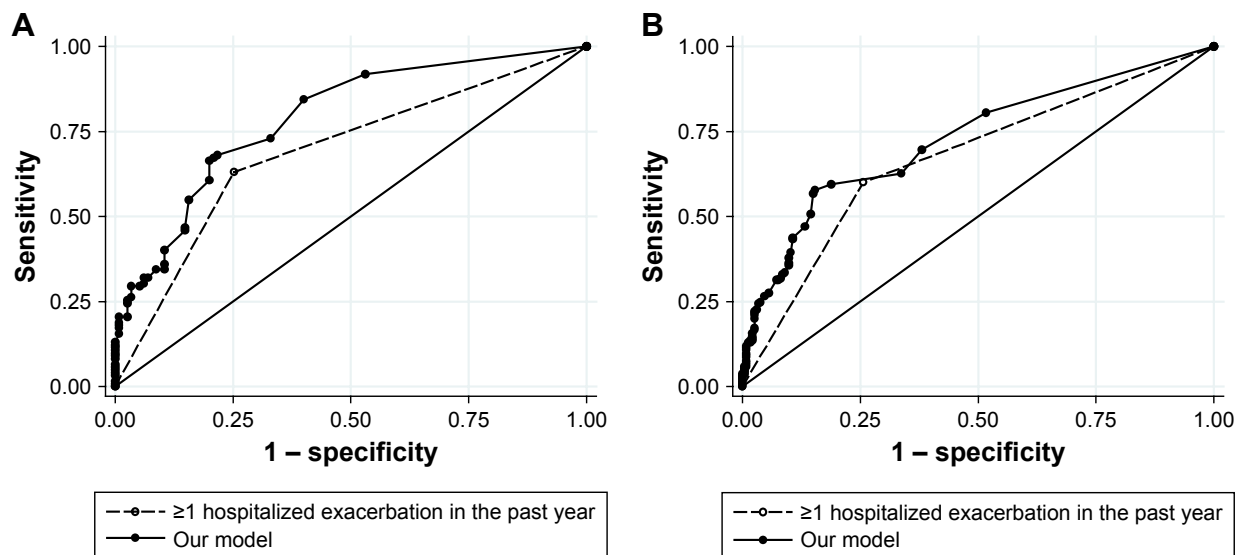 A
1.00
0.75
0.50
0.25
0.00
Sensitivity
0.00 0.25 0.50 0.75 1.00
1 – specificity
≥1 hospitalized exacerbation in the past year
Our model
B
1.00
0.75
0.50
0.25
0.00
Sensitivity
0.00 0.25 0.50 0.75 1.00
1 – specificity
≥1 hospitalized exacerbation in the past year
Our model